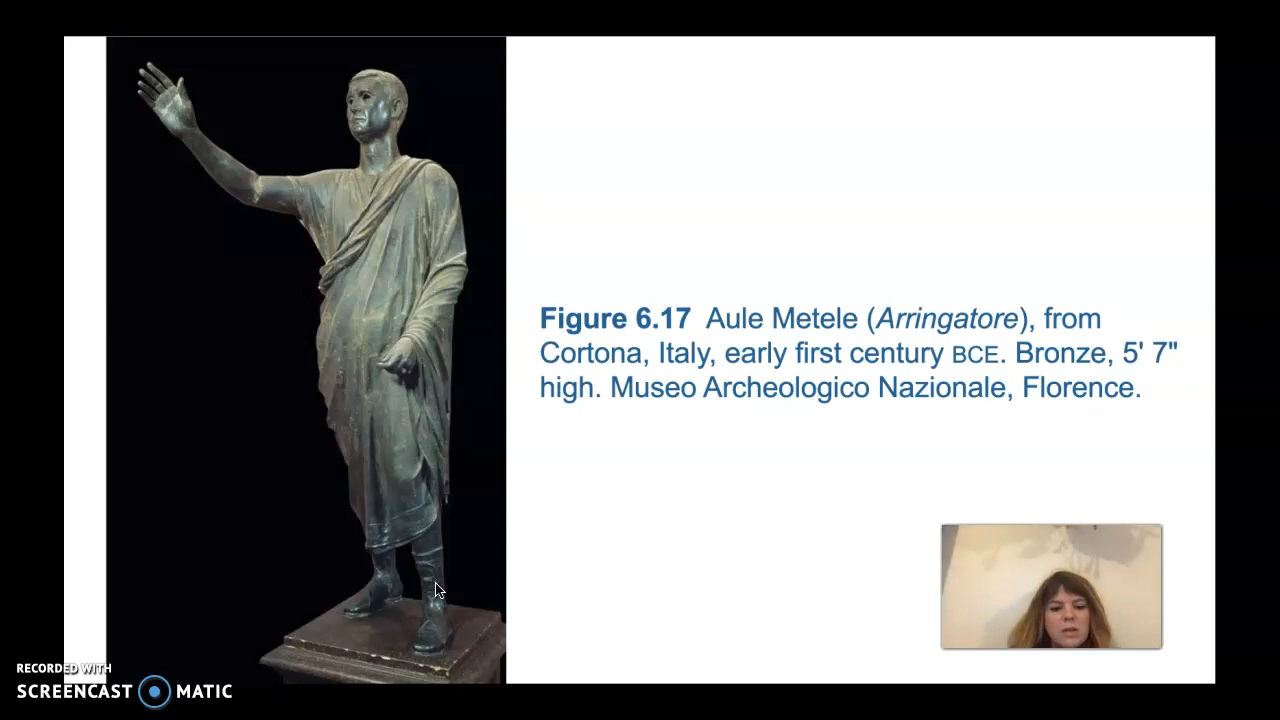 Figure 6.17 Aule Metele (Arringatore), from
Cortona, Italy, early first century BCE. Bronze, 5' 7"
high. Museo Archeologico Nazionale, Florence.
RECORDED WITH
SCREENCAST MATIC